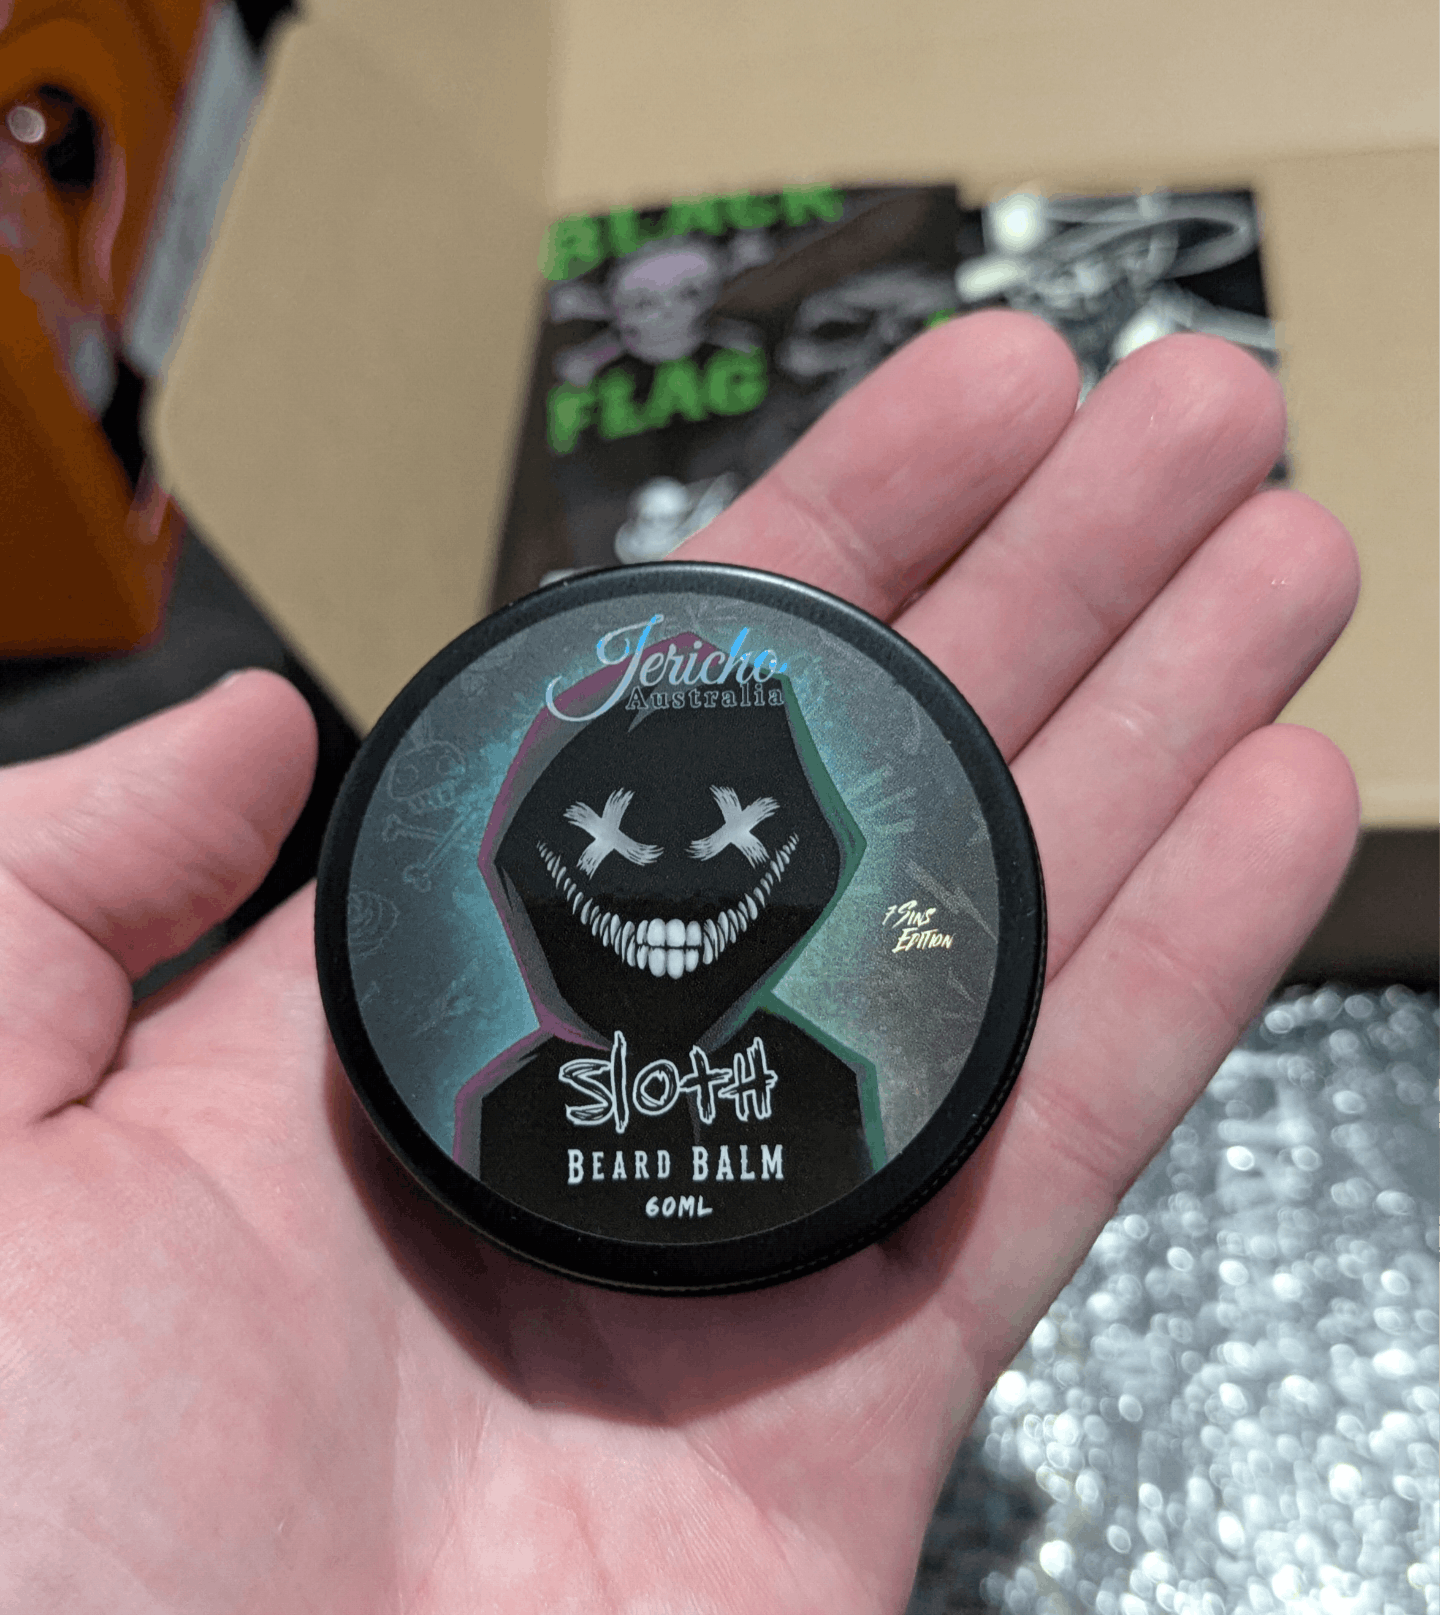 BLACK
FLAG
Jericho
Australia
7 Sins
Edition
Sloth
BEARD BALM
60ML